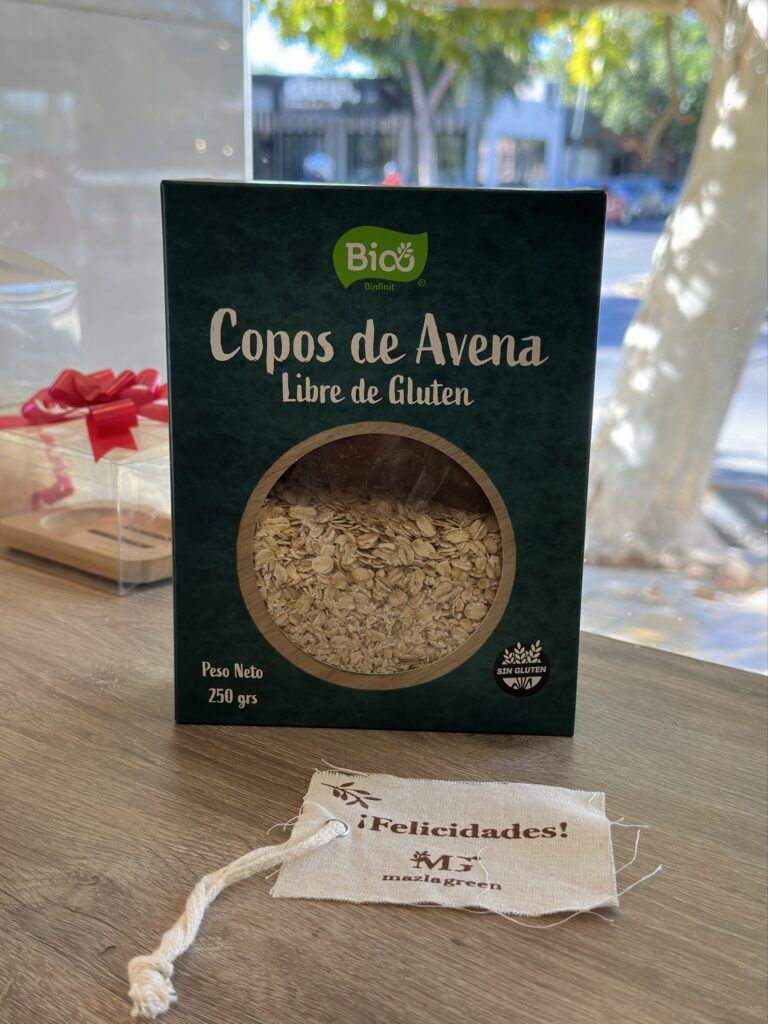 Bio
Binfinit
®
Copos de Avena
Libre de Gluten
Peso Neto
250 grs
SIN GLUTEN
¡Felicidades!
MG
mazlagreen